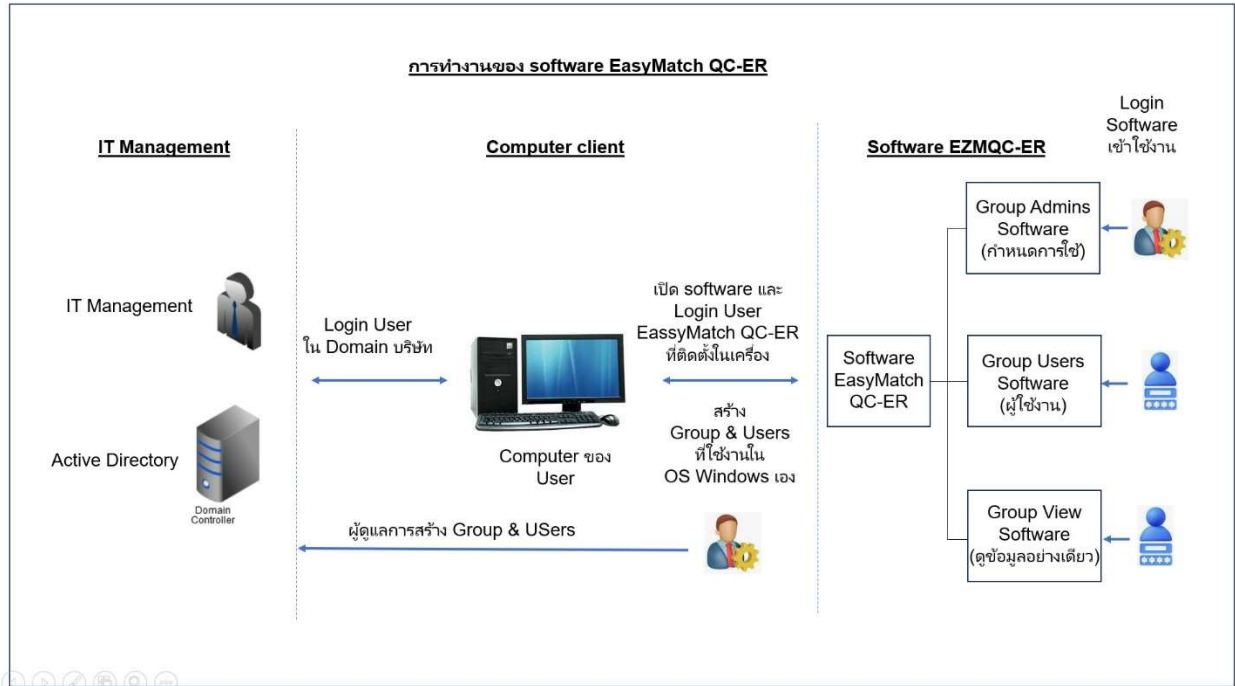 การทำงานของ software EasyMatch QC-ER
IT Management
Computer client
Software EZMQC-ER
Login
Software
เข้าใช้งาน
IT Management
Active Directory
Domain
Controller
Login User
ใน Domain บริษัท
Computer ของ
User
เปิด software และ
Login User
EassyMatch QC-ER
ที่ติดตั้งในเครื่อง
สร้าง
Group & Users
ที่ใช้งานใน
OS Windows เอง
ผู้ดูแลการสร้าง Group & USers
Software
EasyMatch
QC-ER
Group Admins
Software
(กำหนดการใช้)
Group Users
Software
(ผู้ใช้งาน)
Group View
Software
(ดูข้อมูลอย่างเดียว)